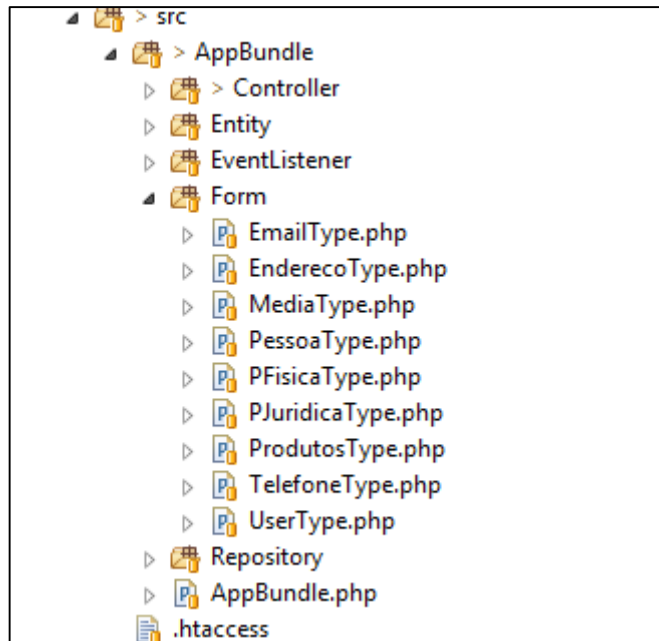 > src
> AppBundle
> Controller
Entity
EventListener
Form
EmailType.php
EnderecoType.php
MediaType.php
PessoaType.php
PFisicaType.php
PJuridicaType.php
ProdutosType.php
TelefoneType.php
UserType.php
Repository
AppBundle.php
.htaccess